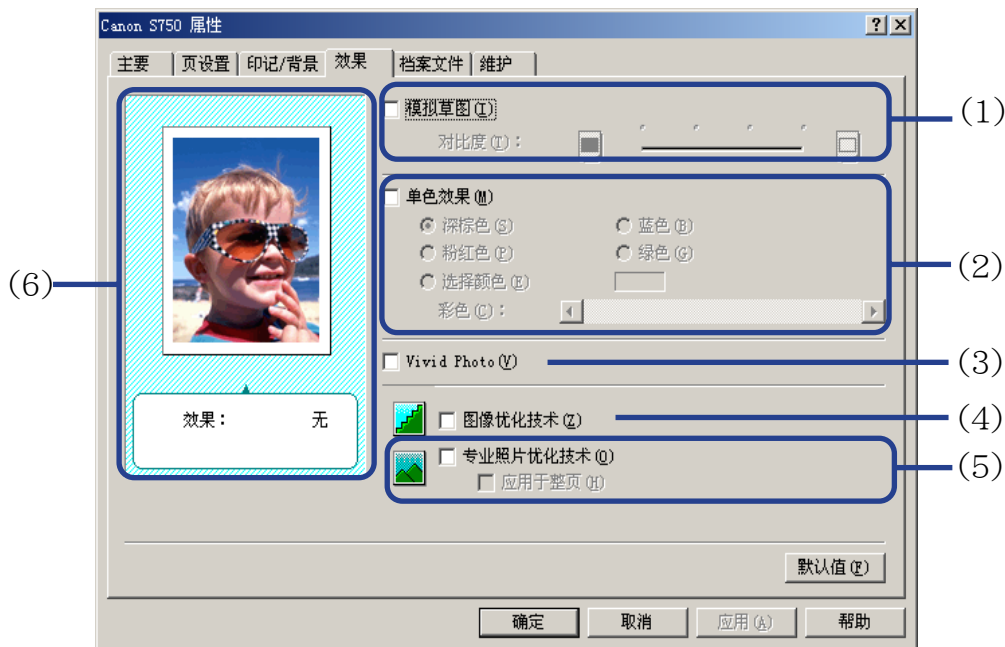 Canon S750 属性
主要 页设置 印记/背景 效果 档案文件 维护
模拟草图(I)
(1)
对比度(T)：
单色效果(M)
深棕色(S) 蓝色(B)
粉红色(P) 绿色(G)
(2)
选择颜色(E)
彩色(C)：
(6)
Vivid Photo(V)
(3)
效果： 无
图像优化技术(Z)
(4)
专业照片优化技术(O)
(5)
应用于整页(H)
默认值(F)
确定 取消 应用(A) 帮助